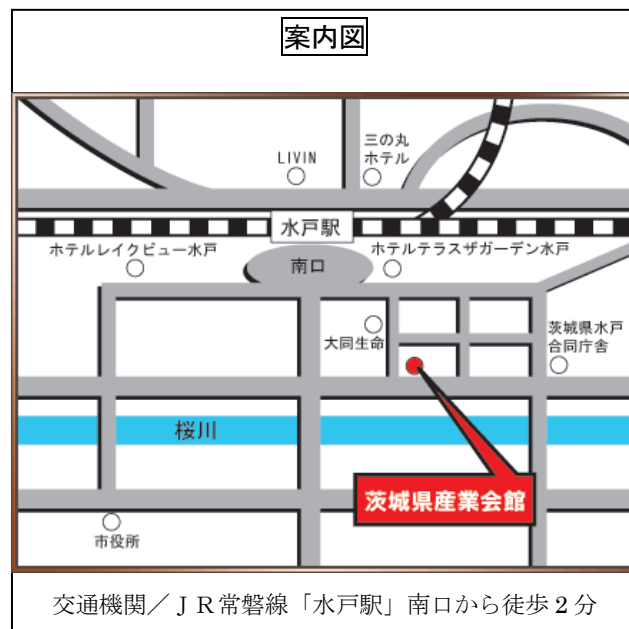 案内図
LIVIN
三の丸
ホテル
水戸駅
ホテルレイクビュー水戸
南口
ホテルテラスザガーデン水戸
大同生命
茨城県水戸
合同庁舎
桜川
茨城県産業会館
市役所
交通機関／ＪＲ常磐線「水戸駅」南口から徒歩２分